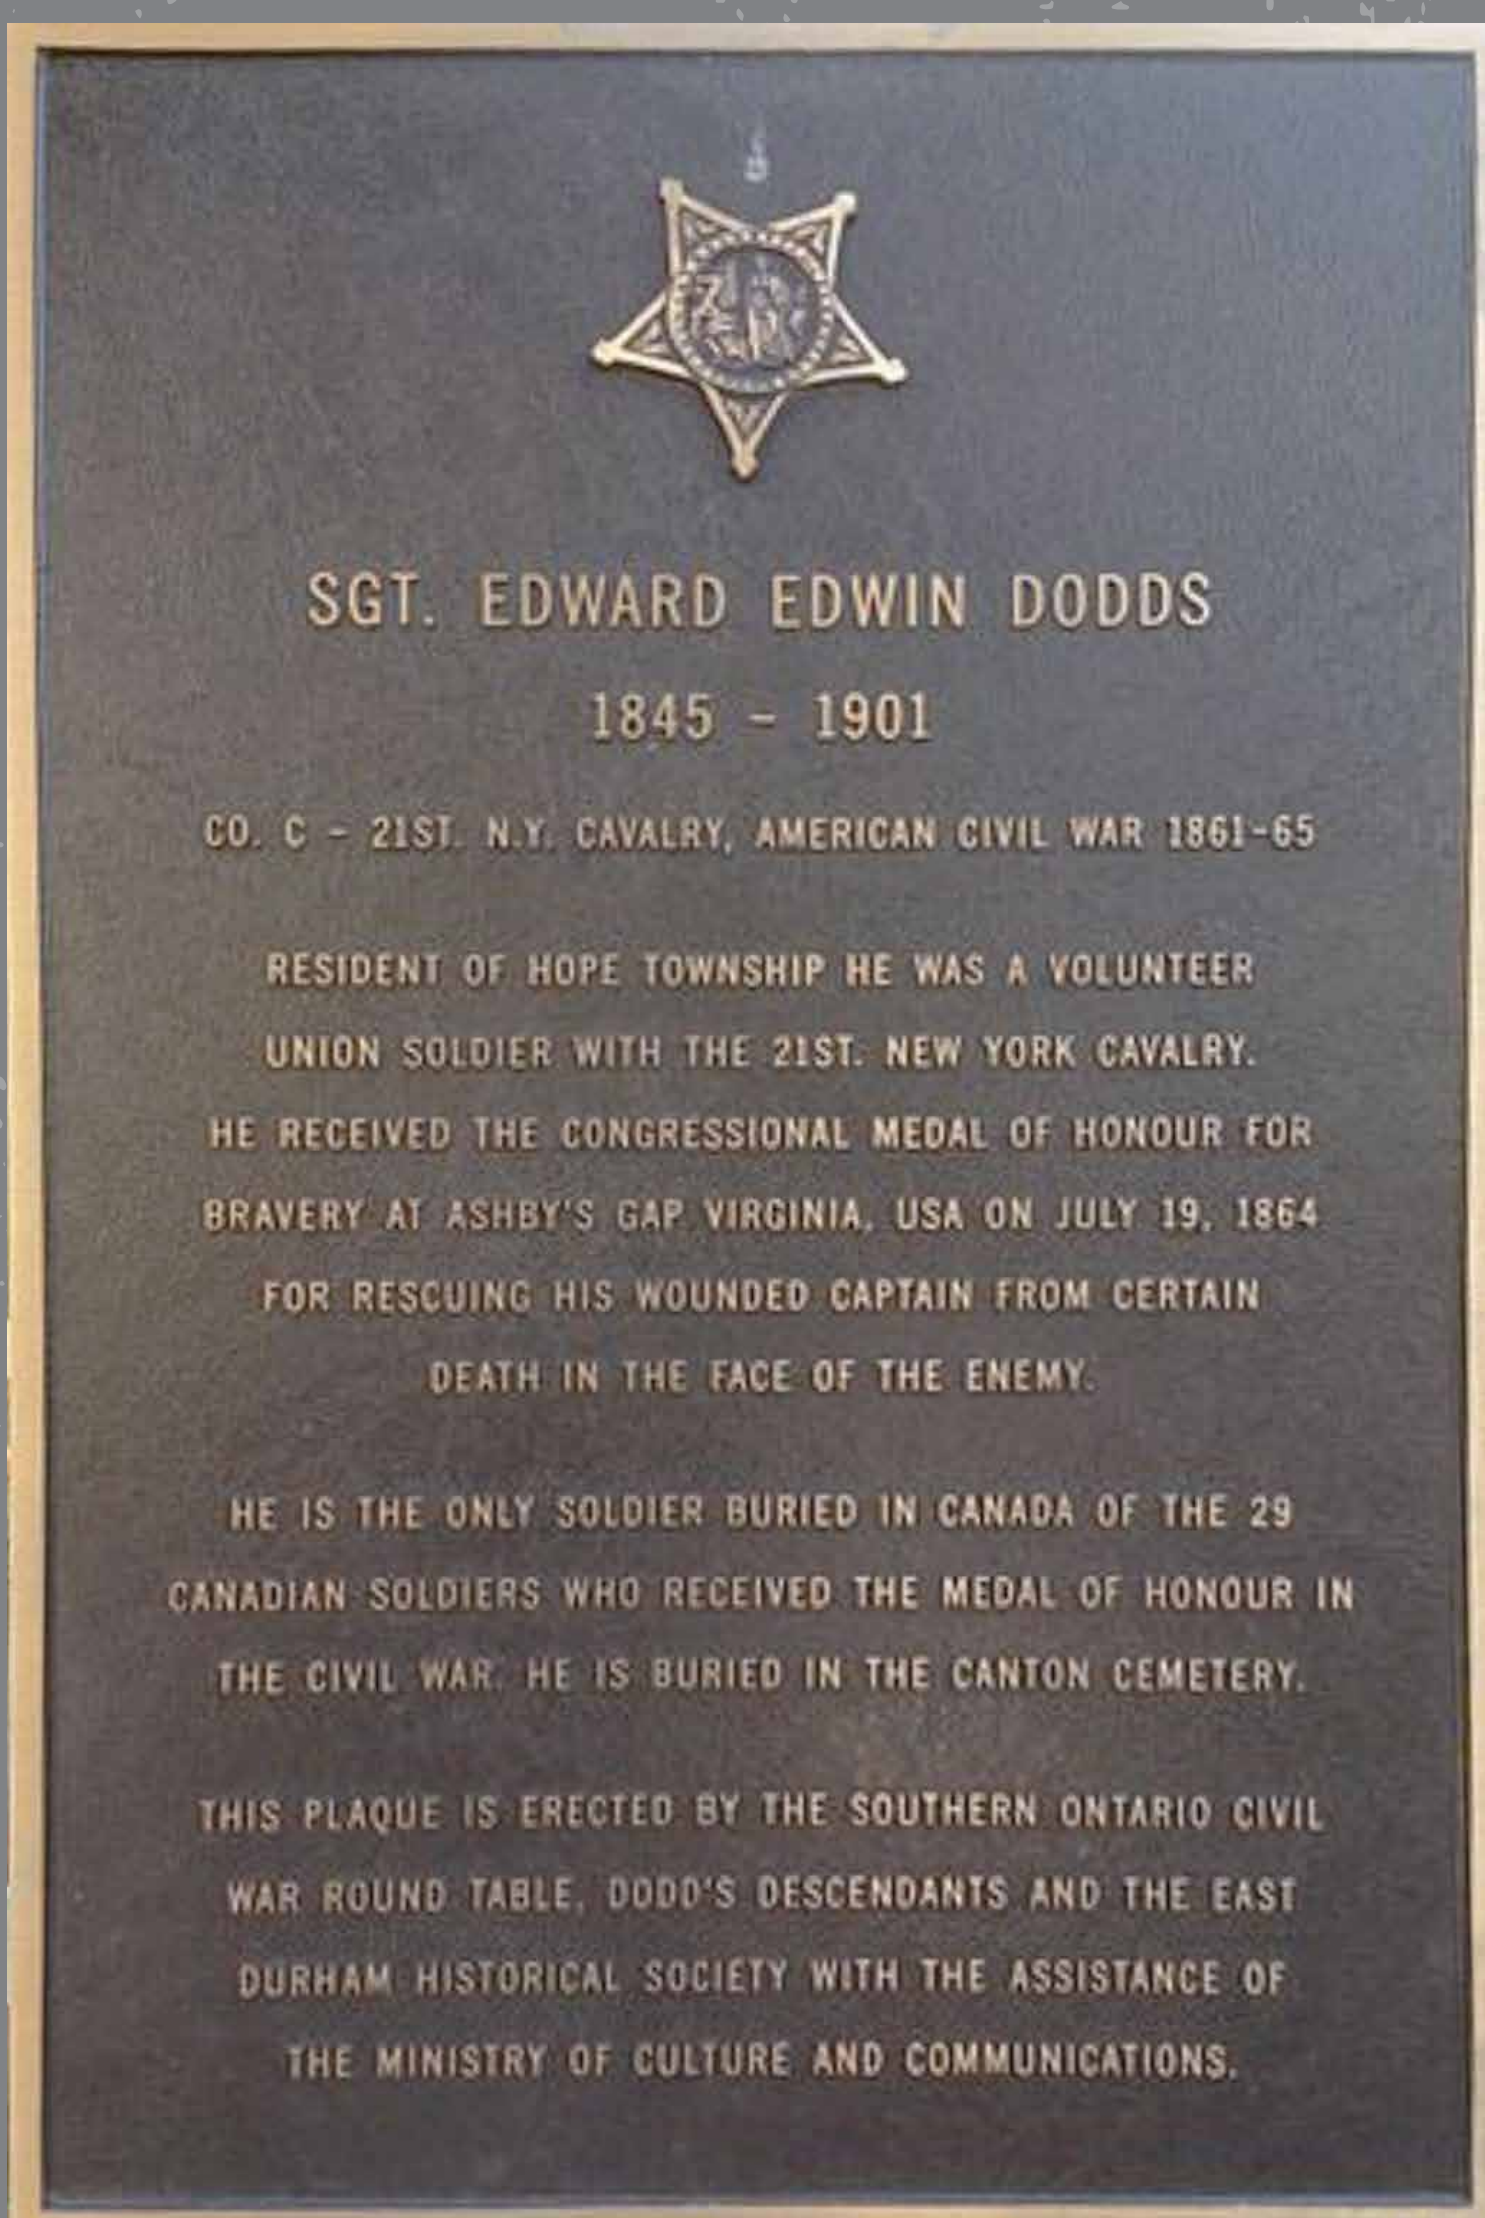 SGT. EDWARD EDWIN DODDS
1845 - 1901
CO. C - 21ST. N.Y. CAVALRY, AMERICAN CIVIL WAR 1861-65
RESIDENT OF HOPE TOWNSHIP HE WAS A VOLUNTEER
UNION SOLDIER WITH THE 21ST. NEW YORK CAVALRY.
HE RECEIVED THE CONGRESSIONAL MEDAL OF HONOUR FOR
BRAVERY AT ASHBY'S GAP VIRGINIA, USA ON JULY 19, 1864
FOR RESCUING HIS WOUNDED CAPTAIN FROM CERTAIN
DEATH IN THE FACE OF THE ENEMY.
HE IS THE ONLY SOLDIER BURIED IN CANADA OF THE 29
CANADIAN SOLDIERS WHO RECEIVED THE MEDAL OF HONOUR IN
THE CIVIL WAR. HE IS BURIED IN THE CANTON CEMETERY.
THIS PLAQUE IS ERECTED BY THE SOUTHERN ONTARIO CIVIL
WAR ROUND TABLE, DODD'S DESCENDANTS AND THE EAST
DURHAM HISTORICAL SOCIETY WITH THE ASSISTANCE OF
THE MINISTRY OF CULTURE AND COMMUNICATIONS.